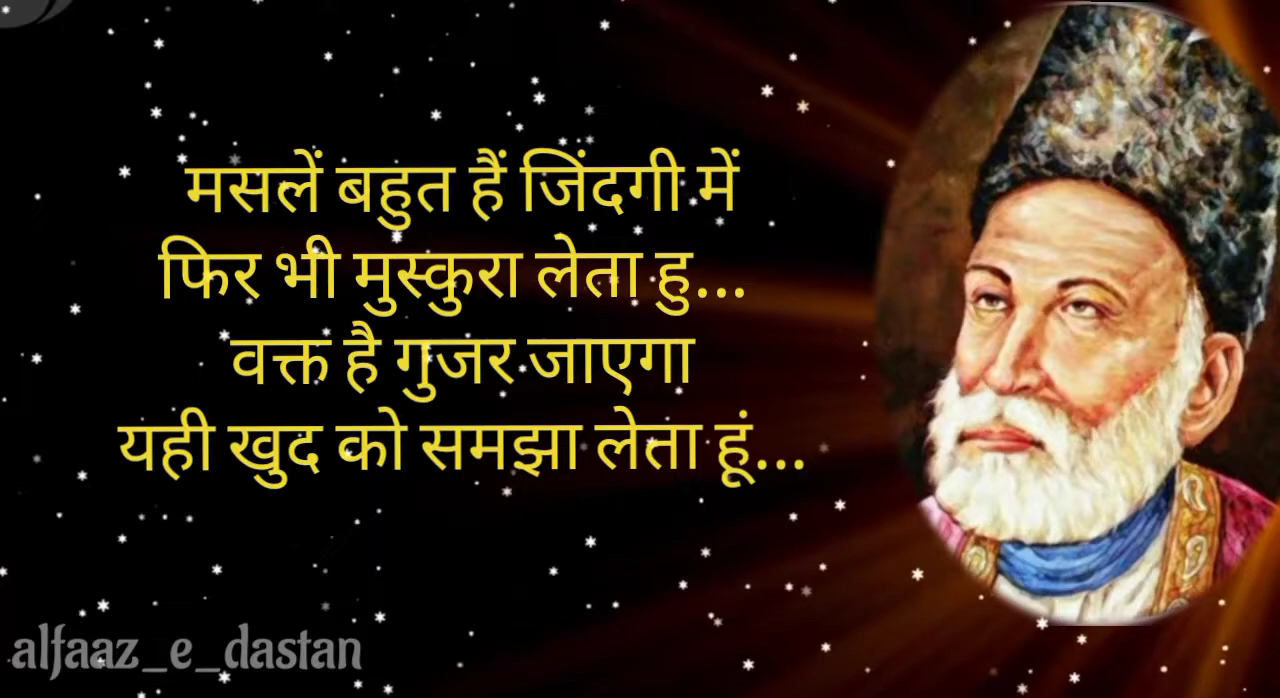 मसलें बहुत हैं जिंदगी में
फिर भी मुस्कुरा लेता हु...
वक्त है गुजर जाएगा
यही खुद को समझा लेता हूं...
alfaaz_e_dastan